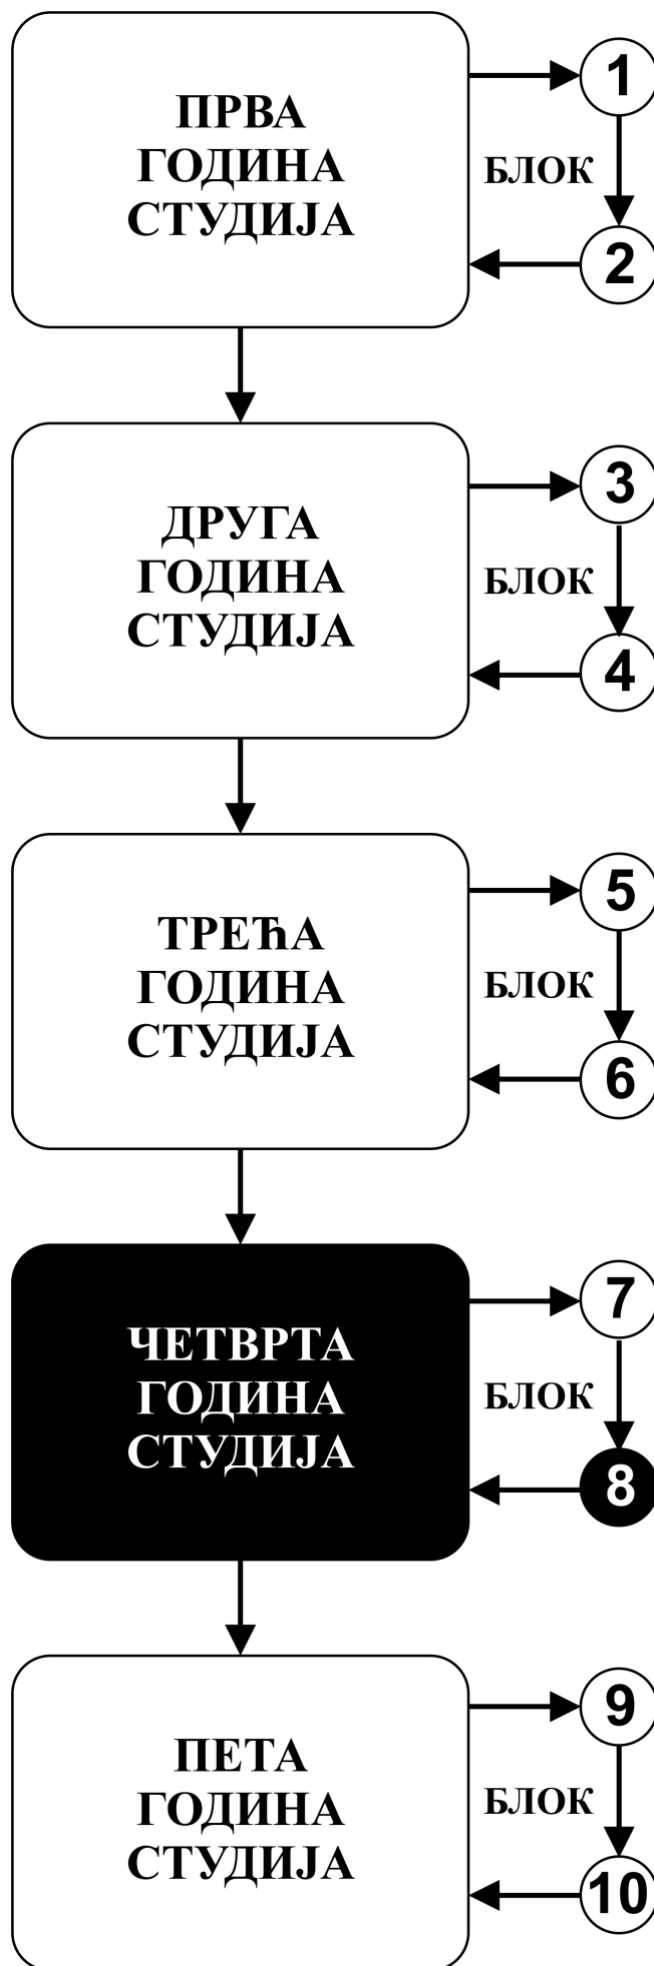 ПРВА
ГОДИНА
СТУДИЈА
1
БЛОК
2
ДРУГА
ГОДИНА
СТУДИЈА
3
БЛОК
4
ТРЕЋА
ГОДИНА
СТУДИЈА
5
БЛОК
6
ЧЕТВРТА
ГОДИНА
СТУДИЈА
7
БЛОК
8
ПЕТА
ГОДИНА
СТУДИЈА
9
БЛОК
10